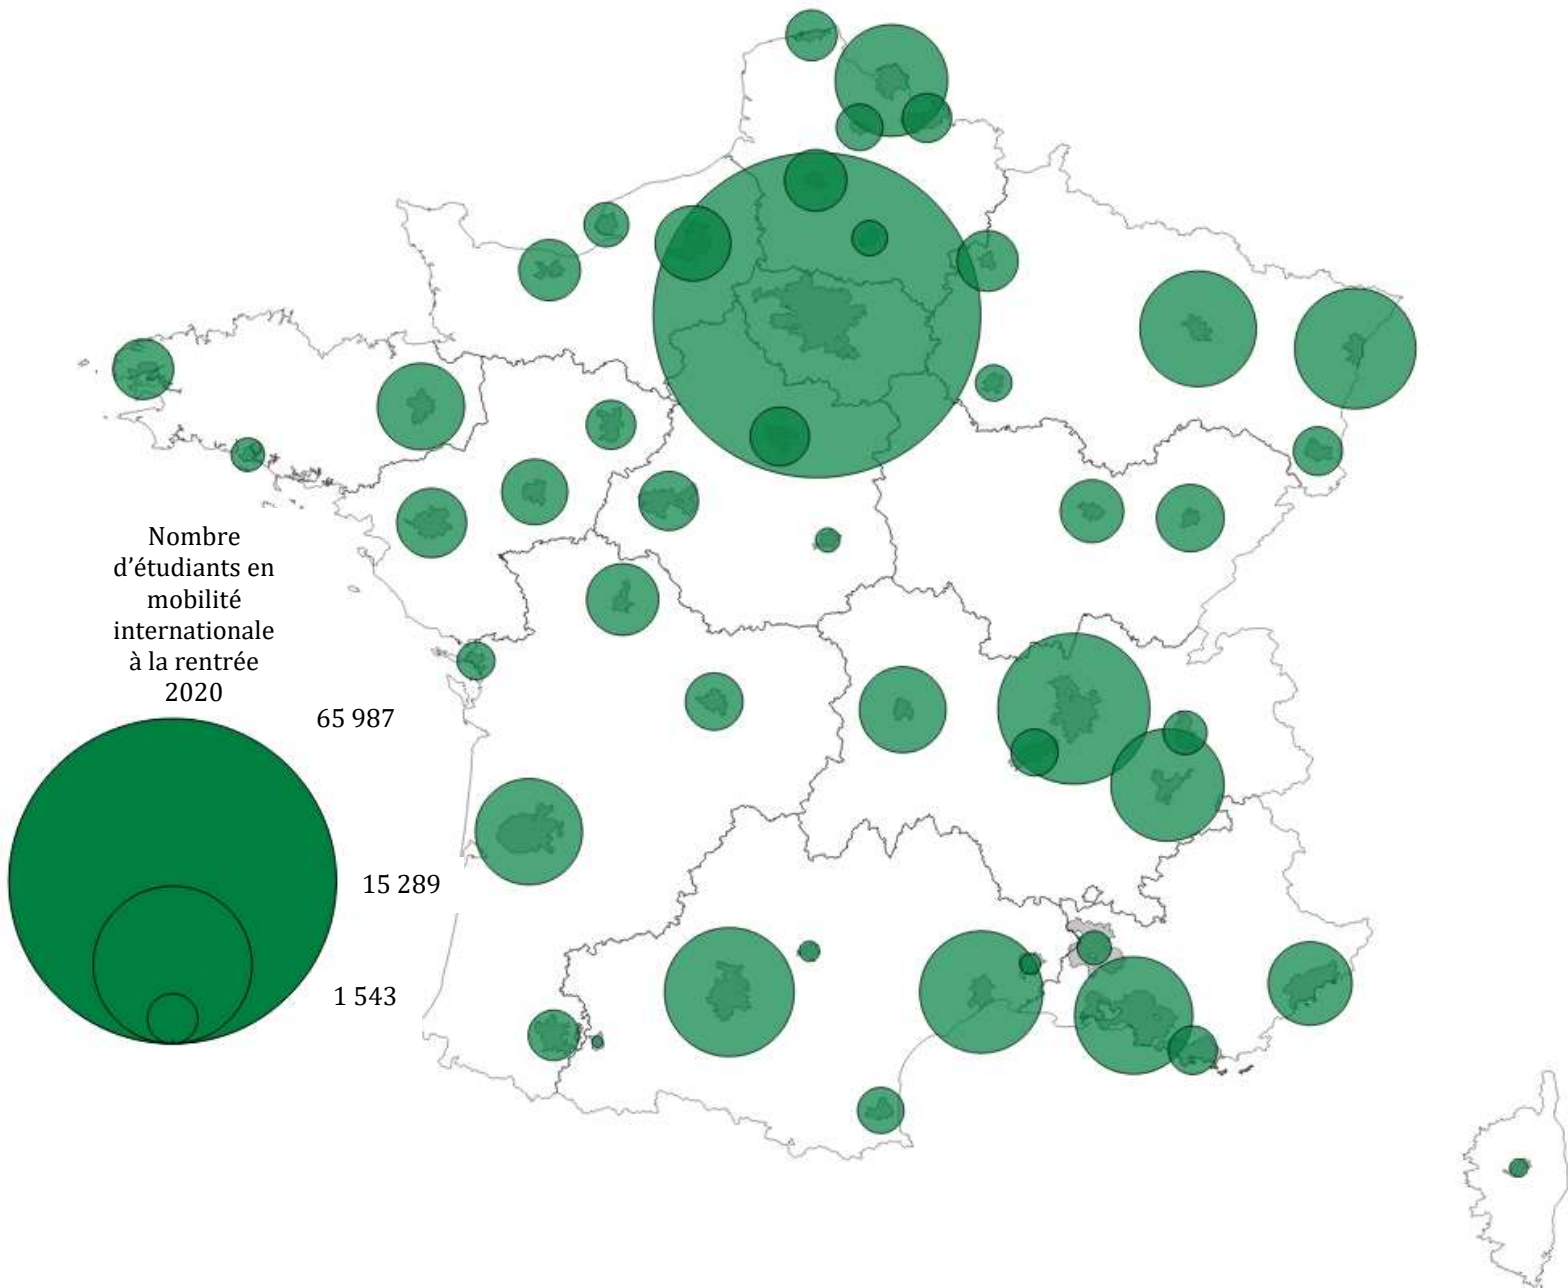 Nombre
d’étudiants en
mobilité
internationale
à la rentrée
2020
65 987
15 289
1 543